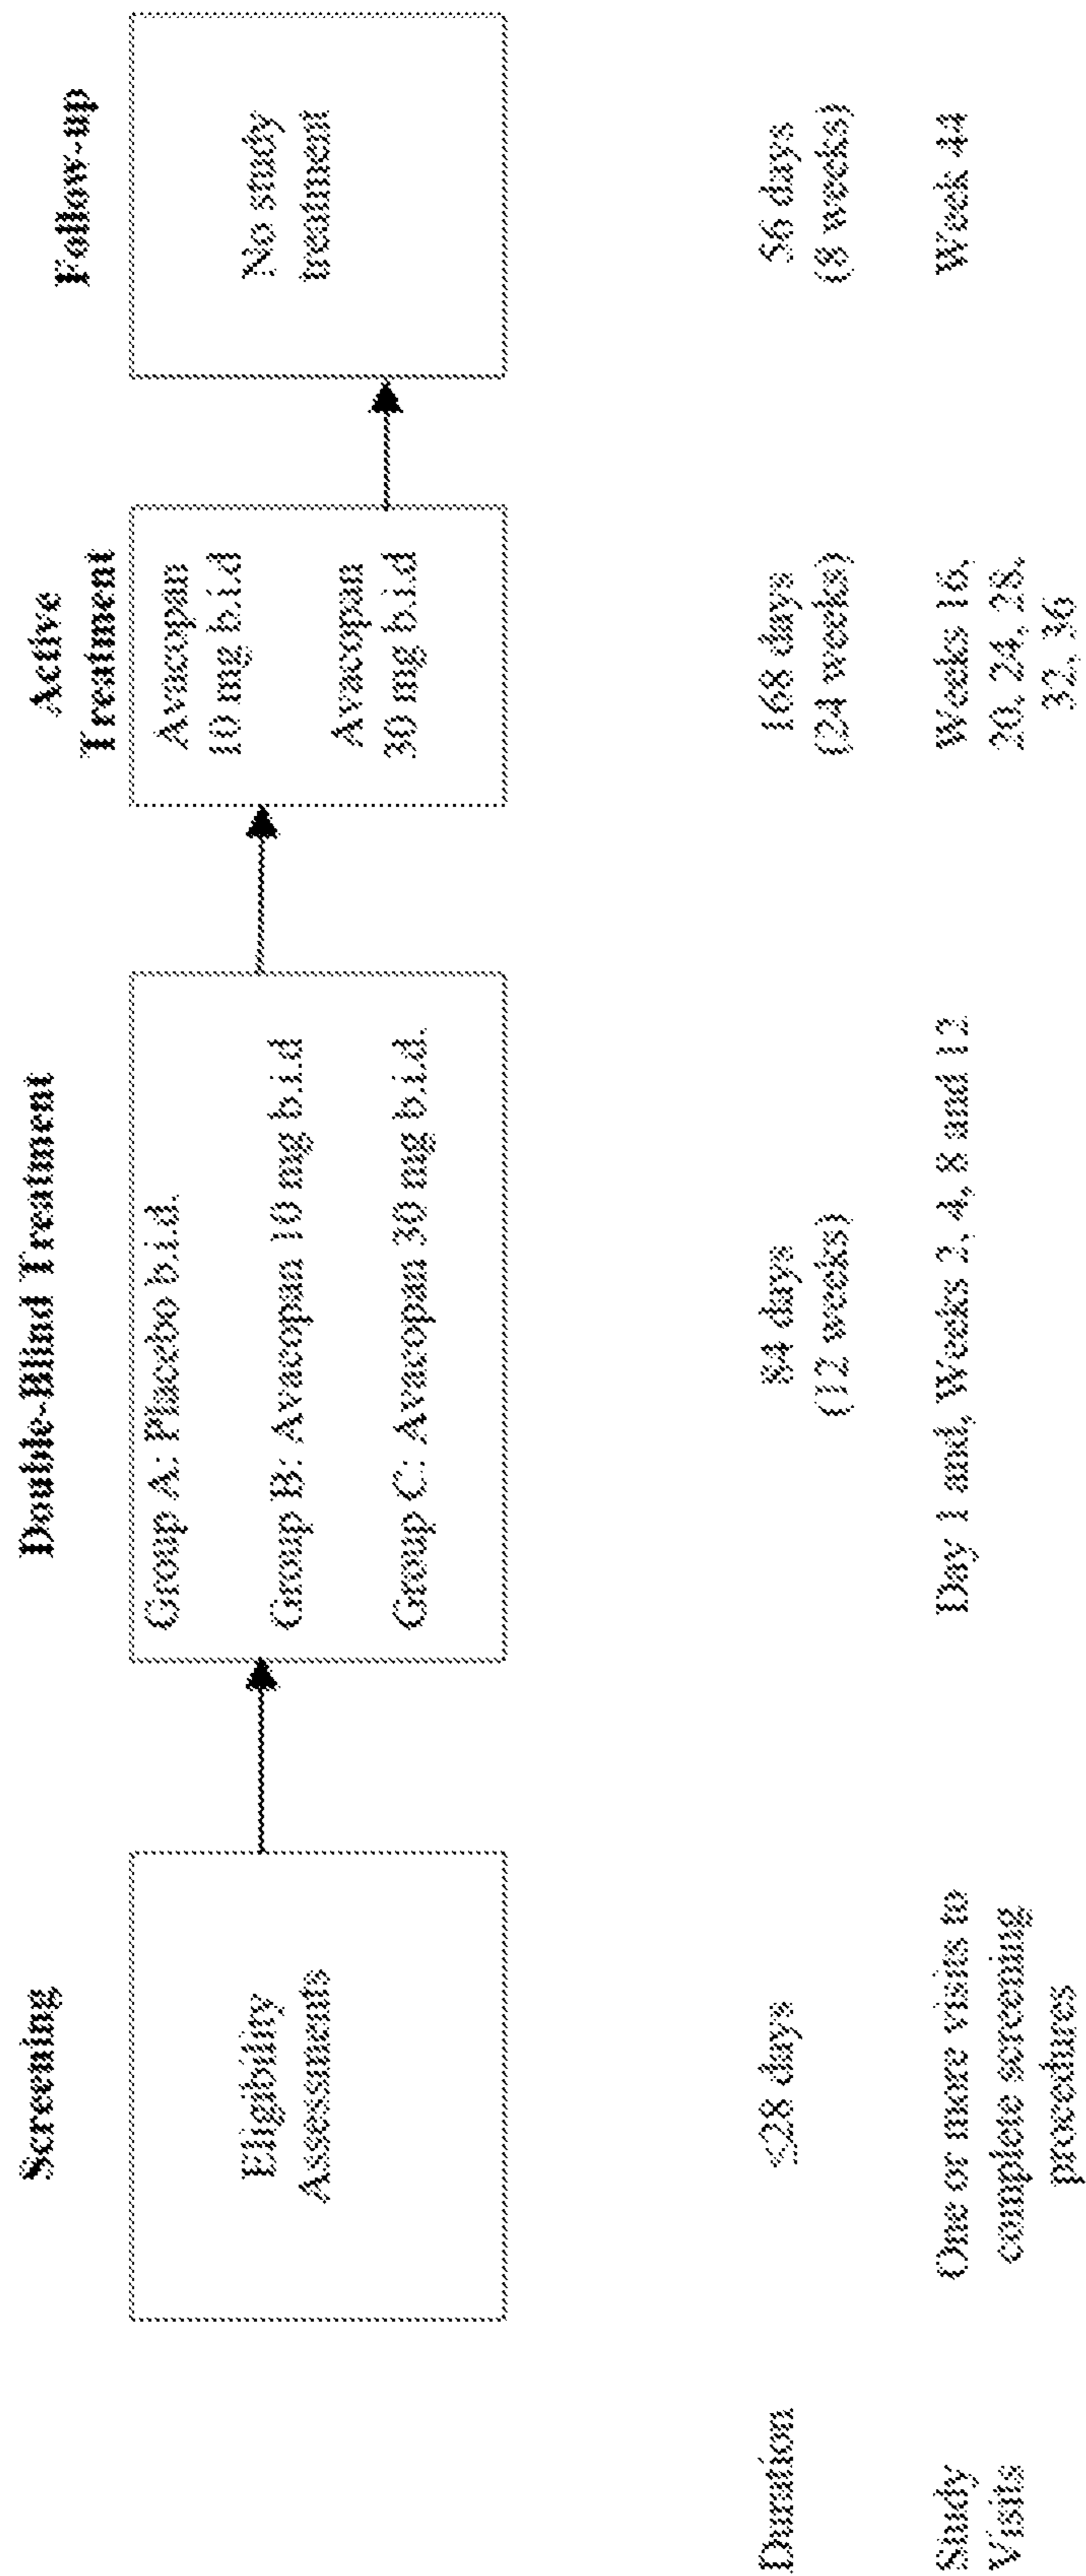 Screening
Double-Blind Treatment
Active
Treatment
Follow-up
Eligibility
Assessments
Group A: Placebo b.i.d.
Group B: Avacopan 10 mg b.i.d
Group C: Avacopan 30 mg b.i.d.
Avacopan
10 mg b.i.d
Avacopan
30 mg b.i.d
No study
treatment
Duration
≤28 days
84 days
(12 weeks)
168 days
(24 weeks)
56 days
(8 weeks)
Study
Visits
One or more visits to
complete screening
procedures
Day 1 and, Weeks 2, 4, 8 and 12
Weeks 16,
20, 24, 28,
32, 36
Week 44